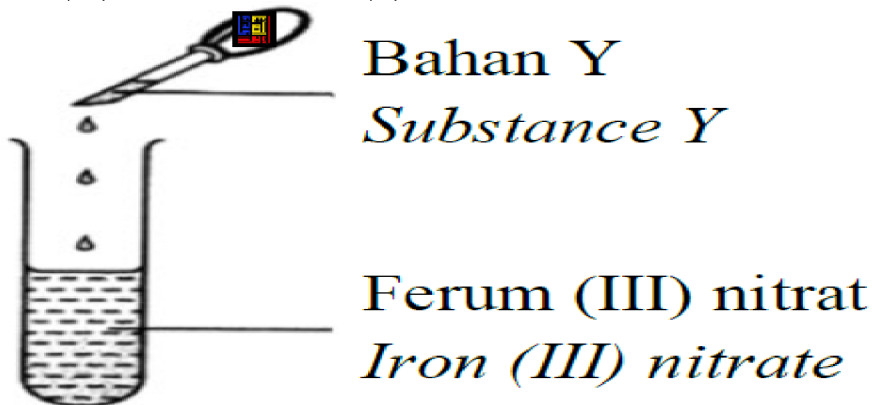 Bahan Y
Substance Y
Ferum (III) nitrat
Iron (III) nitrate